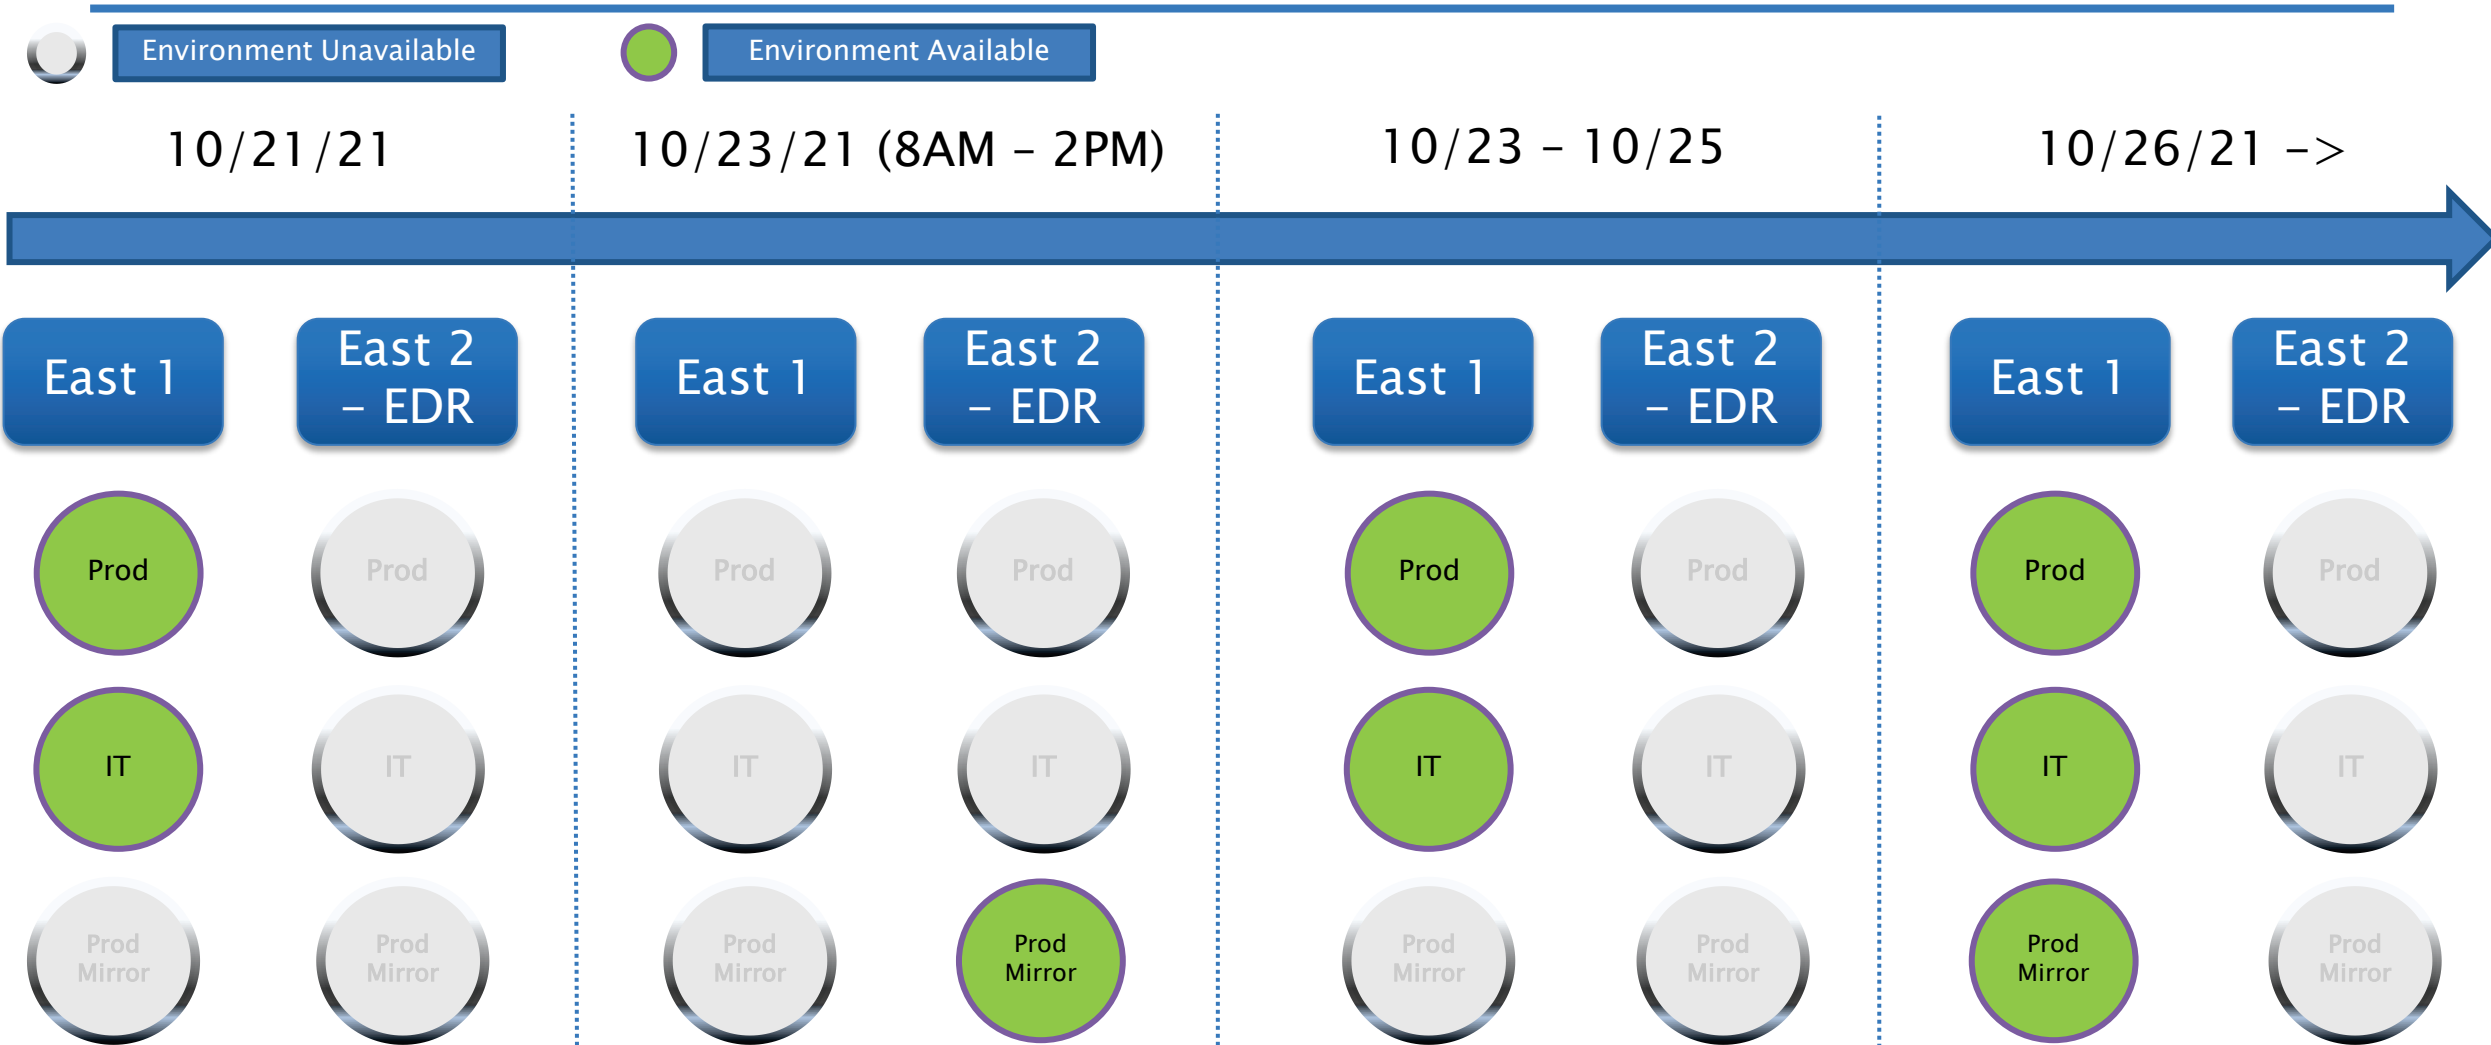 Environment Unavailable
Environment Available
10/21/21
10/23/21 (8AM – 2PM)
10/23 – 10/25
10/26/21 –>
East 1
East 2
– EDR
East 1
East 2
– EDR
East 1
East 2
– EDR
East 1
East 2
– EDR
Prod
Prod
Prod
Prod
Prod
Prod
Prod
Prod
IT
IT
IT
IT
IT
IT
IT
IT
Prod
Mirror
Prod
Mirror
Prod
Mirror
Prod
Mirror
Prod
Mirror
Prod
Mirror
Prod
Mirror
Prod
Mirror